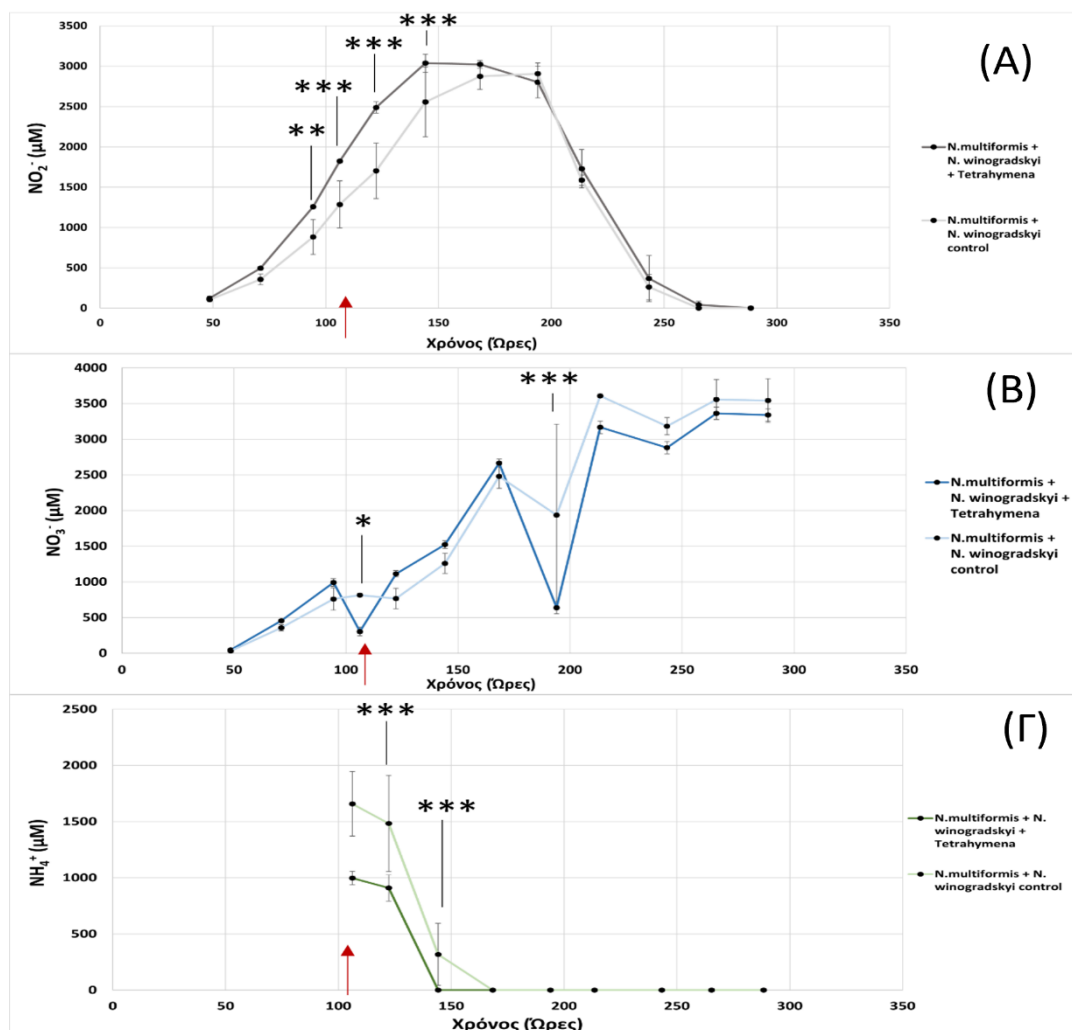 (A)
***
***
***
**
3500
3000
2500
2000
1500
1000
500
0
NO₂⁻ (μM)
0 50 100 150 200 250 300 350
Χρόνος (Ώρες)
N.multiformis +
N. winogradskyi
+ Tetrahymena
N.multiformis +
N. winogradskyi
control
(B)
***
*
4000
3500
3000
2500
2000
1500
1000
500
0
NO₃⁻ (μM)
0 50 100 150 200 250 300 350
Χρόνος (Ώρες)
N.multiformis +
N. winogradskyi +
Tetrahymena
N.multiformis +
N. winogradskyi
control
(Γ)
***
***
2500
2000
1500
1000
500
0
NH₄⁺ (μM)
0 50 100 150 200 250 300 350
Χρόνος (Ώρες)
N.multiformis + N.
winogradskyi +
Tetrahymena
N.multiformis + N.
winogradskyi control